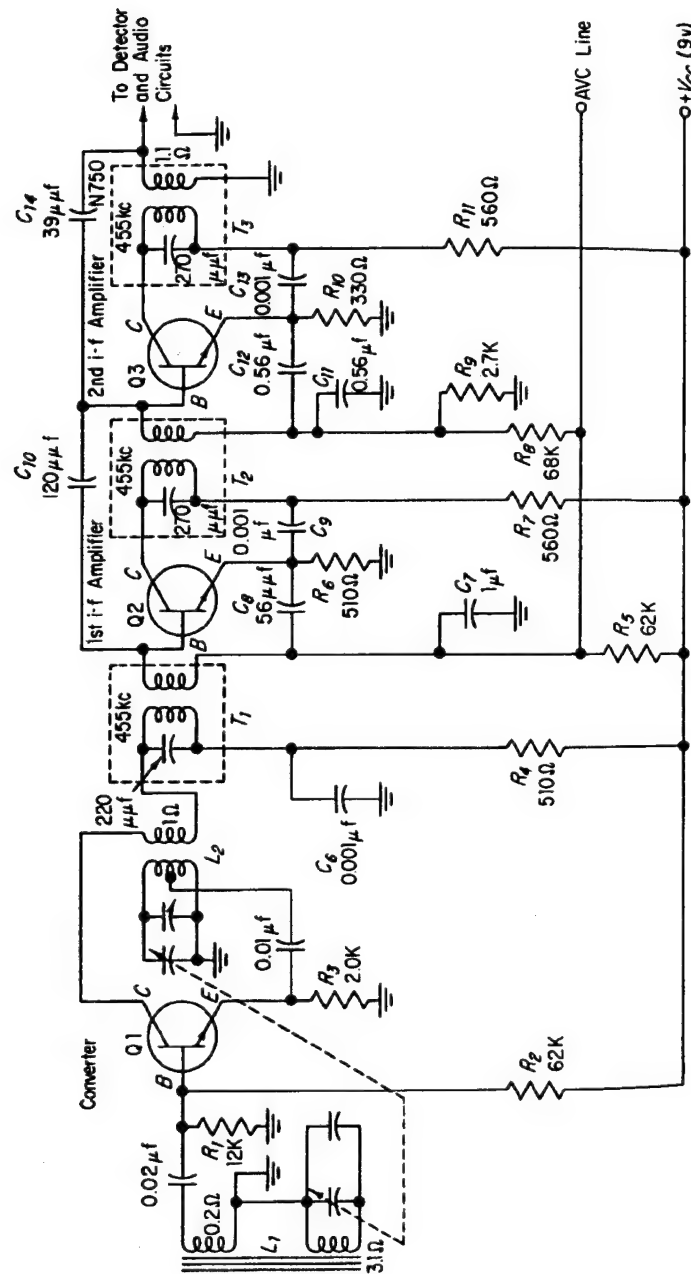 Converter
1st i-f Amplifier
2nd i-f Amplifier
C10
120μμf
C14
39μμf
N750
To Detector
and Audio
Circuits
455kc
455kc
455kc
220
μμf
270
μμf
270
μμf
1.1
Ω
T1
T2
T3
Q1
B
C
E
Q2
B
C
E
Q3
B
C
E
0.02μf
R1
12K
0.2Ω
L1
3.1Ω
1Ω
L2
0.01μf
R3
2.0K
R2
62K
C6
0.001μf
R4
510Ω
C8
56μμf
0.001
μf
C9
R6
510Ω
C7
1μf
R5
62K
R7
560Ω
C12
0.56μf
C13
0.001μf
R10
330Ω
C11
0.56μf
R9
2.7K
R8
68K
R11
560Ω
AVC Line
+VCC (9v)